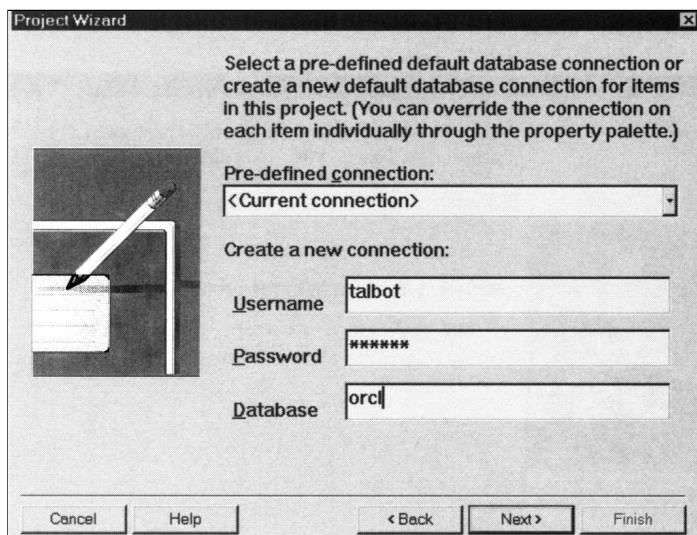 Project Wizard
Select a pre-defined default database connection or
create a new default database connection for items
in this project. (You can override the connection on
each item individually through the property palette.)
Pre-defined connection:
<Current connection>
Create a new connection:
Username talbot
Password ******
Database orcl
Cancel Help < Back Next > Finish